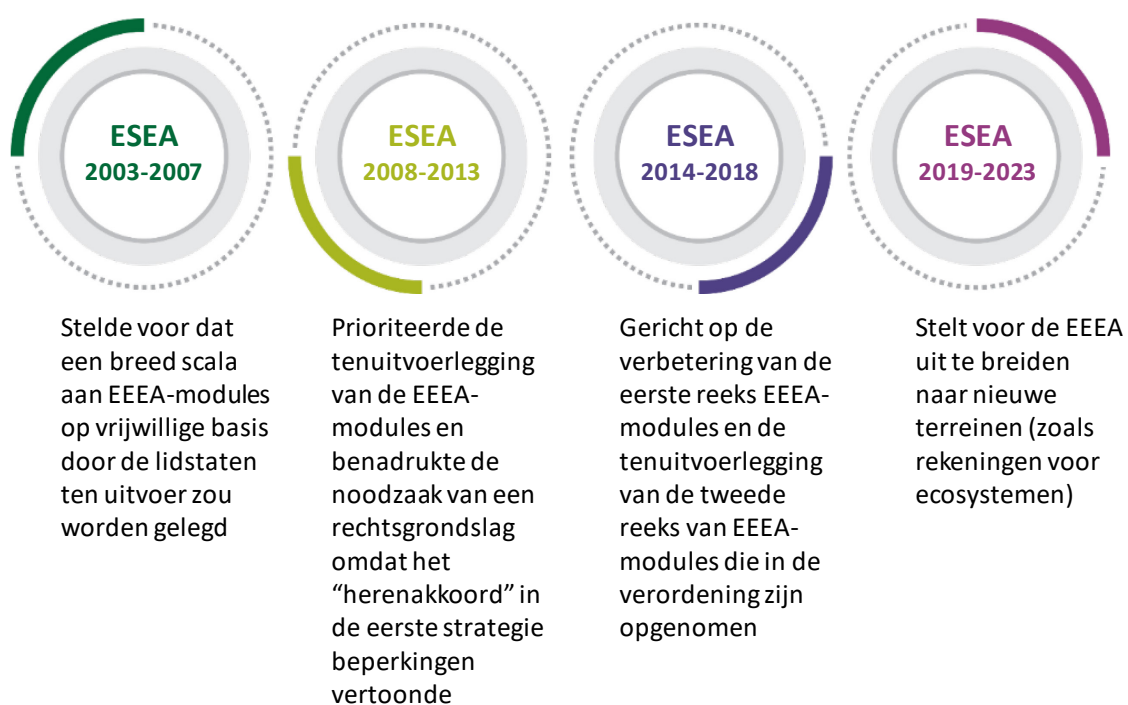 ESEA
2003-2007
Stelde voor dat
een breed scala
aan EEEA-modules
op vrijwillige basis
door de lidstaten
ten uitvoer zou
worden gelegd
ESEA
2008-2013
Prioriteerde de
tenuitvoerlegging
van de EEEA-
modules en
benadrukte de
noodzaak van een
rechtsgrondslag
omdat het
“herenakkoord” in
de eerste strategie
beperkingen
vertoonde
ESEA
2014-2018
Gericht op de
verbetering van de
eerste reeks EEEA-
modules en de
tenuitvoerlegging
van de tweede
reeks van EEEA-
modules die in de
verordening zijn
opgenomen
ESEA
2019-2023
Stelt voor de EEEA
uit te breiden
naar nieuwe
terreinen (zoals
rekeningen voor
ecosystemen)